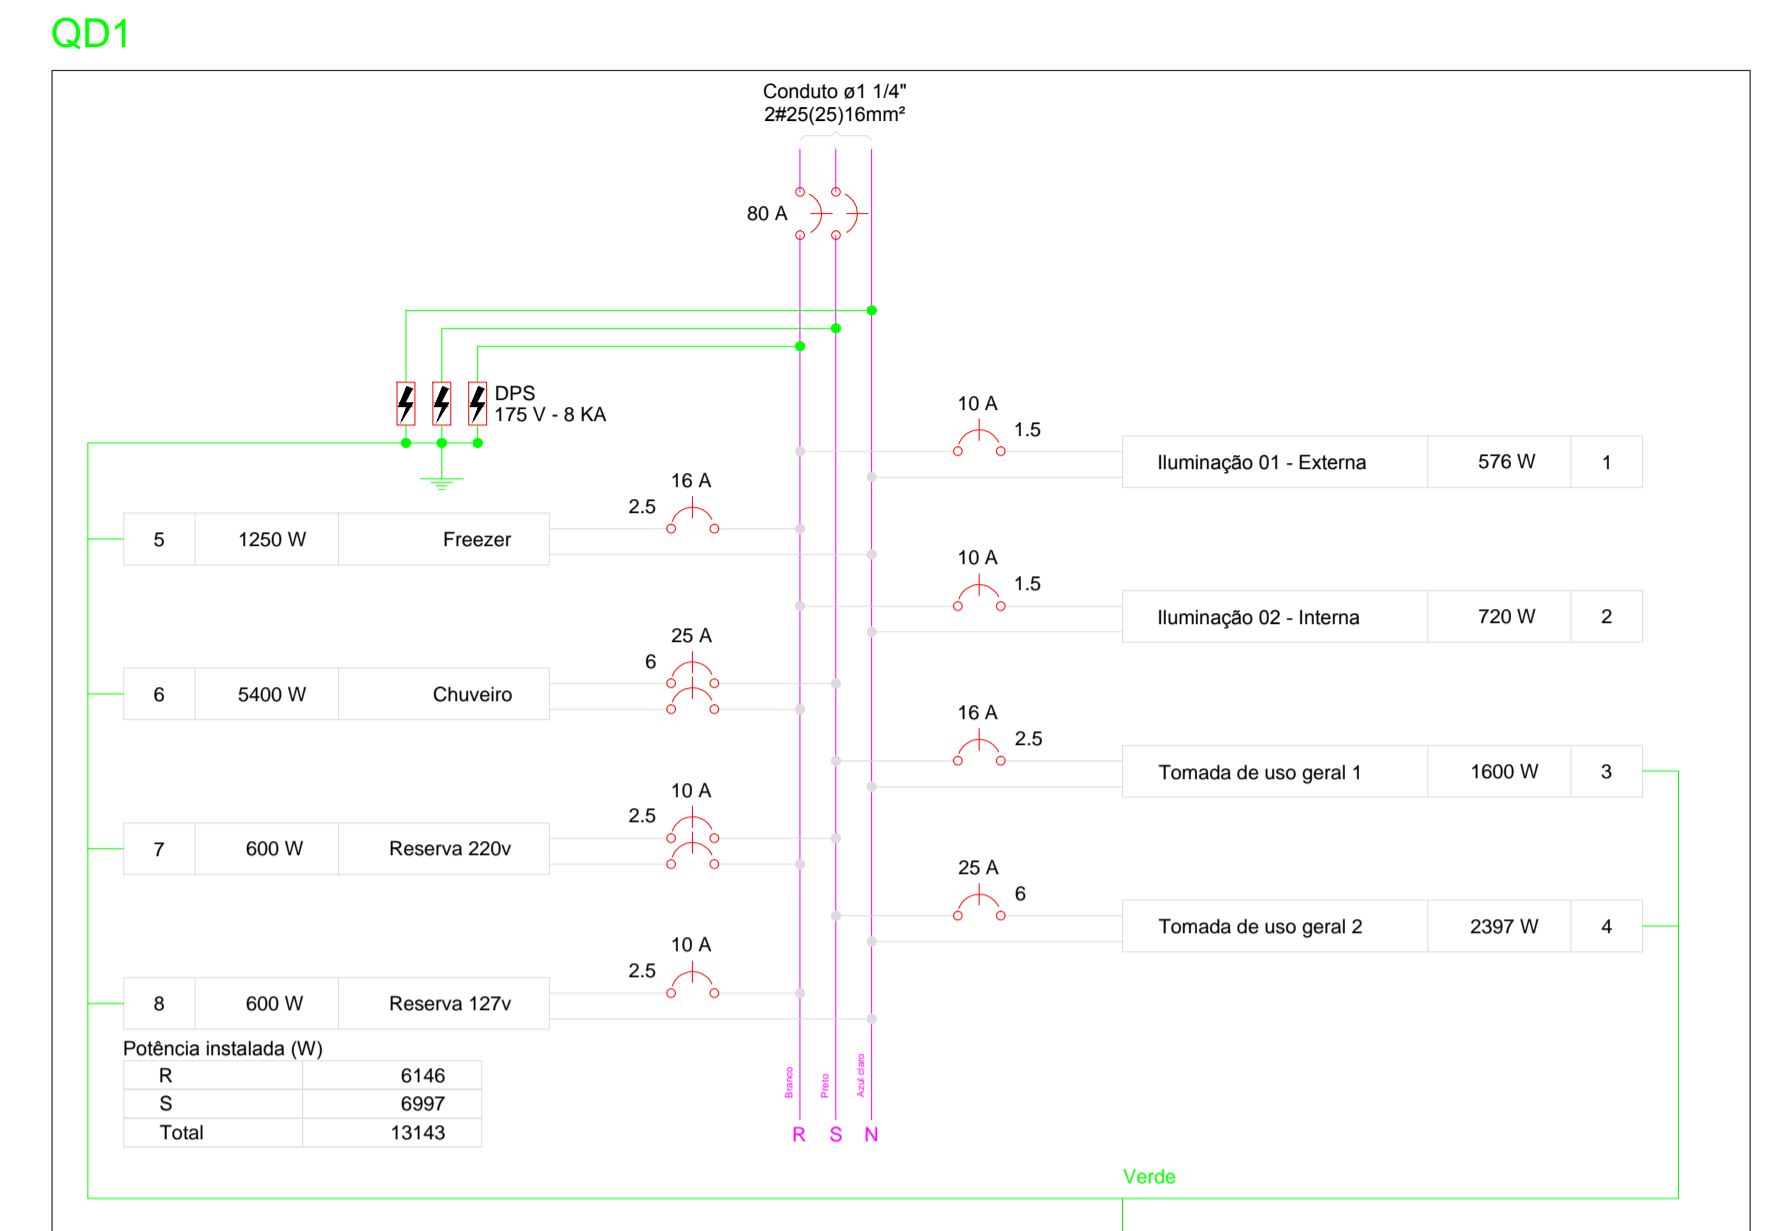 QD1
Conduto ø1 1/4"
2#25(25)16mm²
80 A
DPS
175 V - 8 KA
10 A
1.5
Iluminação 01 - Externa 576 W 1
16 A
2.5
5 1250 W Freezer
10 A
1.5
Iluminação 02 - Interna 720 W 2
25 A
6
6 5400 W Chuveiro
16 A
2.5
Tomada de uso geral 1 1600 W 3
10 A
2.5
7 600 W Reserva 220v
25 A
6
Tomada de uso geral 2 2397 W 4
10 A
2.5
8 600 W Reserva 127v
Potência instalada (W)
R 6146
S 6997
Total 13143
Branco
Preto
Azul claro
R S N
Verde